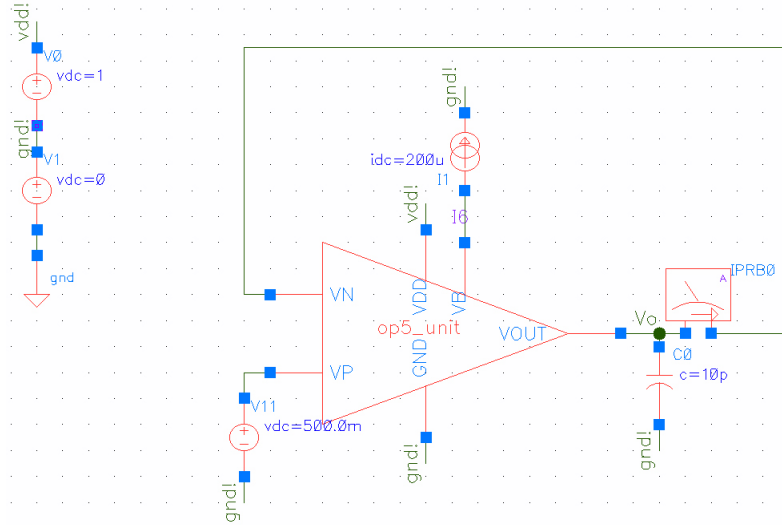 vdd!
V0
vdc=1
gnd!
V1
vdc=0
gnd
gnd!
idc=200u
I1
vdd!
I6
VN
VDD
VB
op5_unit
GND
VP
VOUT
V11
vdc=500.0m
gnd!
gnd!
Vo
A
IPRB0
C0
c=10p
gnd!